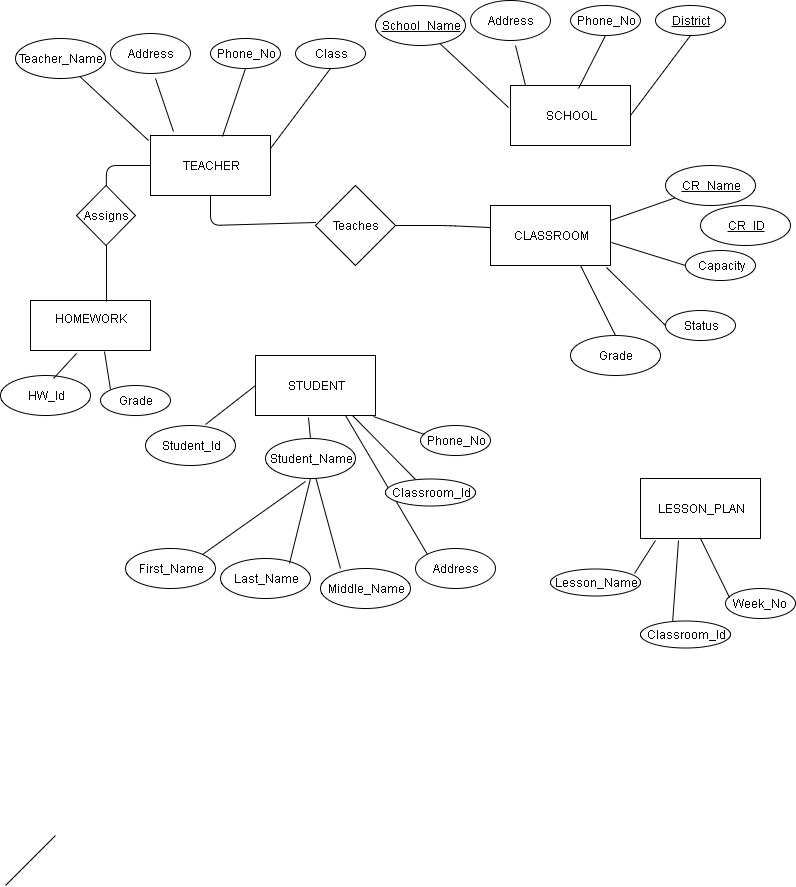 School_Name
Address
Phone_No
District
Teacher_Name
Address
Phone_No
Class
SCHOOL
TEACHER
CR_Name
Assigns
Teaches
CR_ID
CLASSROOM
Capacity
HOMEWORK
Status
Grade
STUDENT
HW_Id
Grade
Student_Id
Student_Name
Phone_No
Classroom_Id
LESSON_PLAN
First_Name
Last_Name
Middle_Name
Address
Lesson_Name
Week_No
Classroom_Id